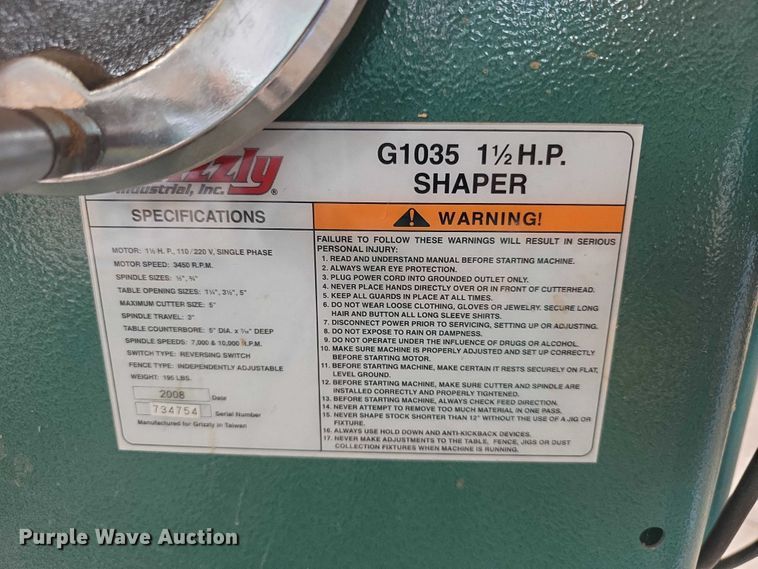 G1035 1½ H.P.
SHAPER
Industrial, Inc. ®
SPECIFICATIONS
MOTOR: 1½ H. P., 110 / 220 V, SINGLE PHASE
MOTOR SPEED: 3450 R.P.M.
SPINDLE SIZES: ½", ¾"
TABLE OPENING SIZES: 1¼", 3½", 5"
MAXIMUM CUTTER SIZE: 5"
SPINDLE TRAVEL: 3"
TABLE COUNTERBORE: 5" DIA. x DEEP
SPINDLE SPEEDS: 7,000 & 10,000 R.P.M.
SWITCH TYPE: REVERSING SWITCH
FENCE TYPE: INDEPENDENTLY ADJUSTABLE
WEIGHT: 195 LBS.
2008 Date
734754 Serial Number
Manufactured for Grizzly in Taiwan
WARNING!
FAILURE TO FOLLOW THESE WARNINGS WILL RESULT IN SERIOUS
PERSONAL INJURY:
1. READ AND UNDERSTAND MANUAL BEFORE STARTING MACHINE.
2. ALWAYS WEAR EYE PROTECTION.
3. PLUG POWER CORD INTO GROUNDED OUTLET ONLY.
4. NEVER PLACE HANDS DIRECTLY OVER OR IN FRONT OF CUTTERHEAD.
5. KEEP ALL GUARDS IN PLACE AT ALL TIMES.
6. DO NOT WEAR LOOSE CLOTHING, GLOVES OR JEWELRY. SECURE LONG
HAIR AND BUTTON ALL LONG SLEEVE SHIRTS.
7. DISCONNECT POWER PRIOR TO SERVICING, SETTING UP OR ADJUSTING.
8. DO NOT EXPOSE TO RAIN OR DAMPNESS.
9. DO NOT OPERATE UNDER THE INFLUENCE OF DRUGS OR ALCOHOL.
10. MAKE SURE MACHINE IS PROPERLY ADJUSTED AND SET UP CORRECTLY
BEFORE STARTING MOTOR.
11. BEFORE STARTING MACHINE, MAKE CERTAIN IT RESTS SECURELY ON FLAT,
LEVEL GROUND.
12. BEFORE STARTING MACHINE, MAKE SURE CUTTER AND SPINDLE ARE
INSTALLED CORRECTLY AND PROPERLY TIGHTENED.
13. BEFORE STARTING MACHINE, ALWAYS CHECK FEED DIRECTION.
14. NEVER ATTEMPT TO REMOVE TOO MUCH MATERIAL IN ONE PASS.
15. NEVER SHAPE STOCK SHORTER THAN 12" WITHOUT THE USE OF A JIG OR
FIXTURE.
16. ALWAYS USE HOLD DOWN AND ANTI-KICKBACK DEVICES.
17. NEVER MAKE ADJUSTMENTS TO THE TABLE, FENCE, JIGS OR DUST
COLLECTION FIXTURES WHEN MACHINE IS RUNNING.
Purple Wave Auction